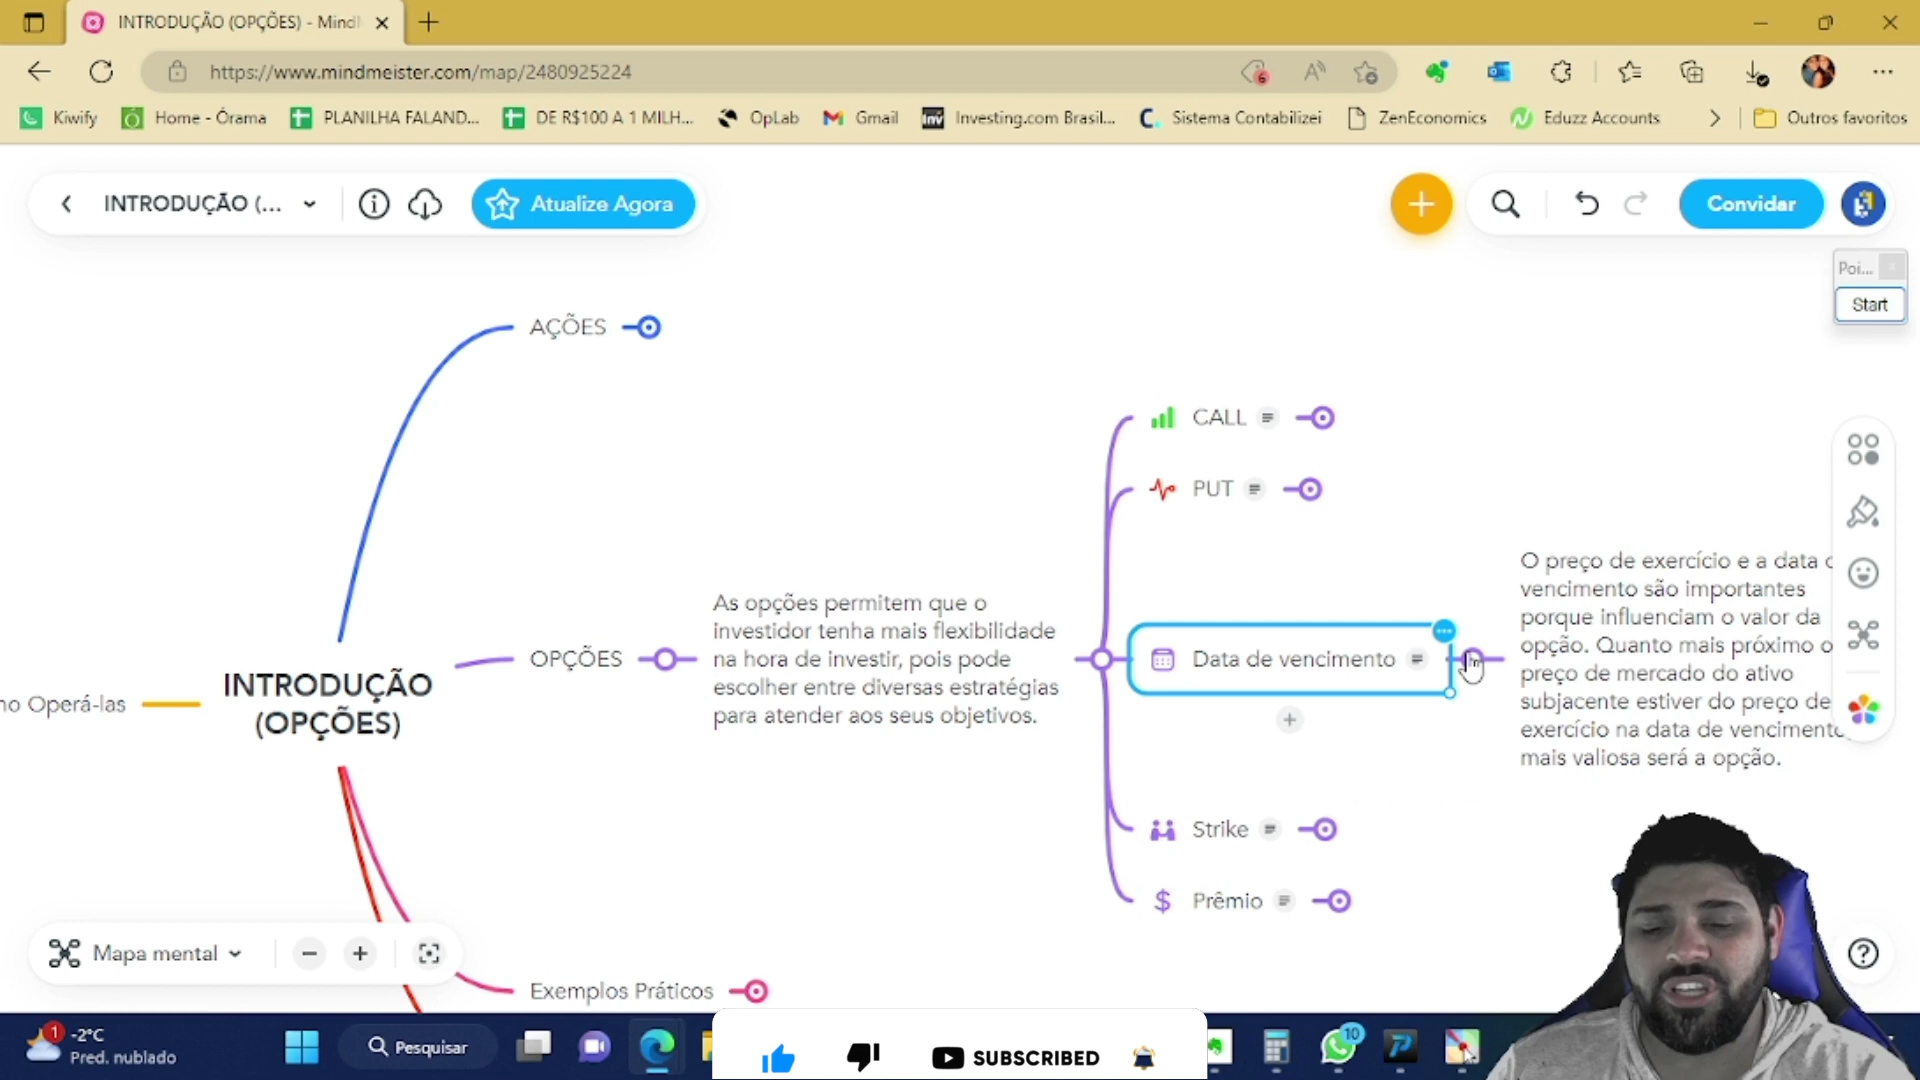 INTRODUÇÃO (OPÇÕES) - Mind
https://www.mindmeister.com/map/2480925224
6
Kiwify
Home - Órama
PLANILHA FALAND...
DE R$100 A 1 MILH...
OpLab
Gmail
Investing.com Brasil...
Sistema Contabilizei
ZenEconomics
Eduzz Accounts
Outros favoritos
INTRODUÇÃO (...
Atualize Agora
Convidar
Poi...
Start
AÇÕES
CALL
PUT
O preço de exercício e a data
vencimento são importantes
porque influenciam o valor da
opção. Quanto mais próximo o
preço de mercado do ativo
subjacente estiver do preço de
exercício na data de vencimento,
mais valiosa será a opção.
As opções permitem que o
investidor tenha mais flexibilidade
na hora de investir, pois pode
escolher entre diversas estratégias
para atender aos seus objetivos.
OPÇÕES
Data de vencimento
INTRODUÇÃO
(OPÇÕES)
no Operá-las
Strike
Prêmio
Mapa mental
Exemplos Práticos
1
-2°C
Pred. nublado
Pesquisar
SUBSCRIBED
10